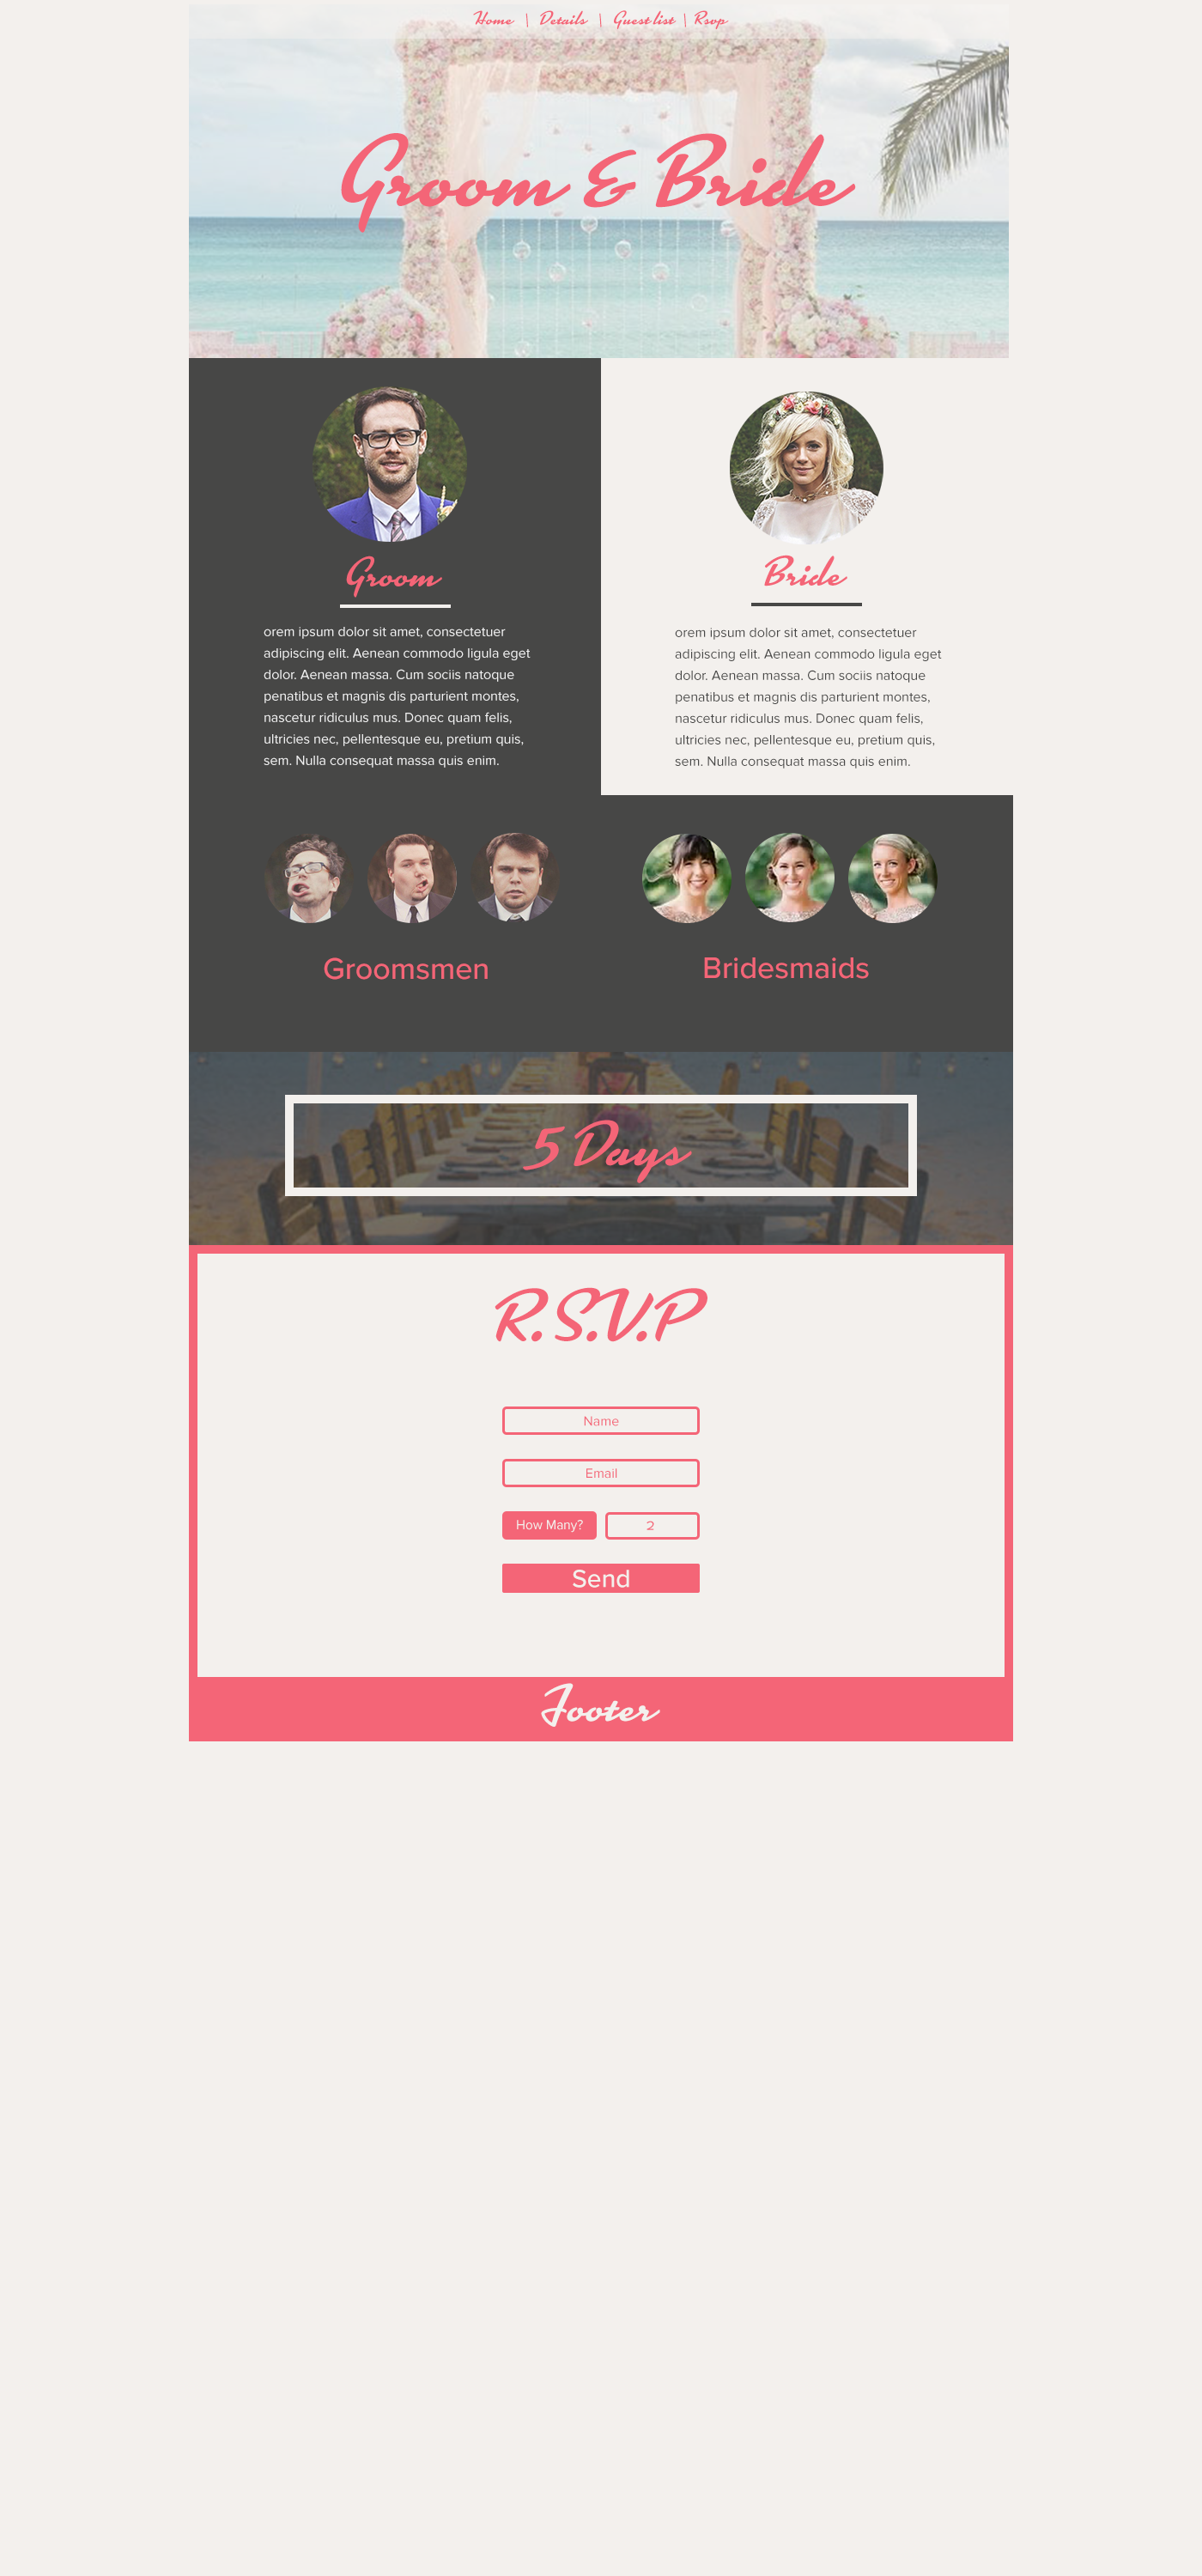 Home | Details | Guest list | Rsvp
Groom & Bride
Groom
orem ipsum dolor sit amet, consectetuer
adipiscing elit. Aenean commodo ligula eget
dolor. Aenean massa. Cum sociis natoque
penatibus et magnis dis parturient montes,
nascetur ridiculus mus. Donec quam felis,
ultricies nec, pellentesque eu, pretium quis,
sem. Nulla consequat massa quis enim.
Bride
orem ipsum dolor sit amet, consectetuer
adipiscing elit. Aenean commodo ligula eget
dolor. Aenean massa. Cum sociis natoque
penatibus et magnis dis parturient montes,
nascetur ridiculus mus. Donec quam felis,
ultricies nec, pellentesque eu, pretium quis,
sem. Nulla consequat massa quis enim.
Groomsmen
Bridesmaids
5 Days
R.S.V.P
Name
Email
How Many? 2
Send
Footer